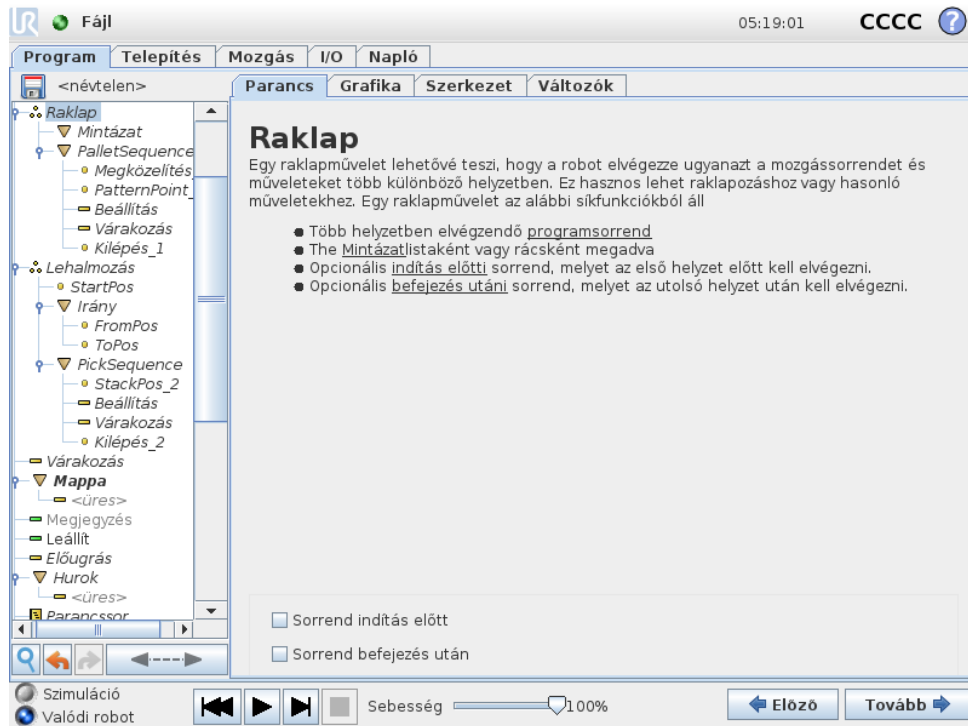 UR Fájl 05:19:01 CCCC ?
Program Telepítés Mozgás I/O Napló
<névtelen>
Parancs Grafika Szerkezet Változók
Raklap
Mintázat
PalletSequence
Megközelítés_
PatternPoint_
Beállítás
Várakozás
Kilépés_1
Lehalmozás
StartPos
Irány
FromPos
ToPos
PickSequence
StackPos_2
Beállítás
Várakozás
Kilépés_2
Várakozás
Mappa
<üres>
Megjegyzés
Leállít
Előugrás
Hurok
<üres>
Parancssor
Raklap
Egy raklapművelet lehetővé teszi, hogy a robot elvégezze ugyanazt a mozgássorrendet és
műveleteket több különböző helyzetben. Ez hasznos lehet raklapozáshoz vagy hasonló
műveletekhez. Egy raklapművelet az alábbi síkfunkciókból áll
Több helyzetben elvégzendő programsorrend
The Mintázatlistaként vagy rácsként megadva
Opcionális indítás előtti sorrend, melyet az első helyzet előtt kell elvégezni.
Opcionális befejezés utáni sorrend, melyet az utolsó helyzet után kell elvégezni.
Sorrend indítás előtt
Sorrend befejezés után
Szimuláció
Valódi robot
Sebesség 100%
Előző Tovább